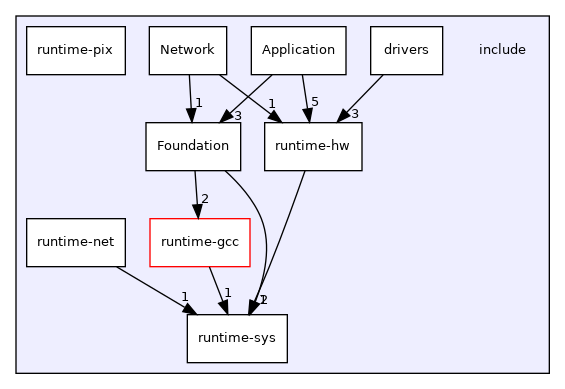 runtime-pix
Network
Application
drivers
include
1
3
1
5
3
Foundation
runtime-hw
2
runtime-net
runtime-gcc
1
1
2
runtime-sys